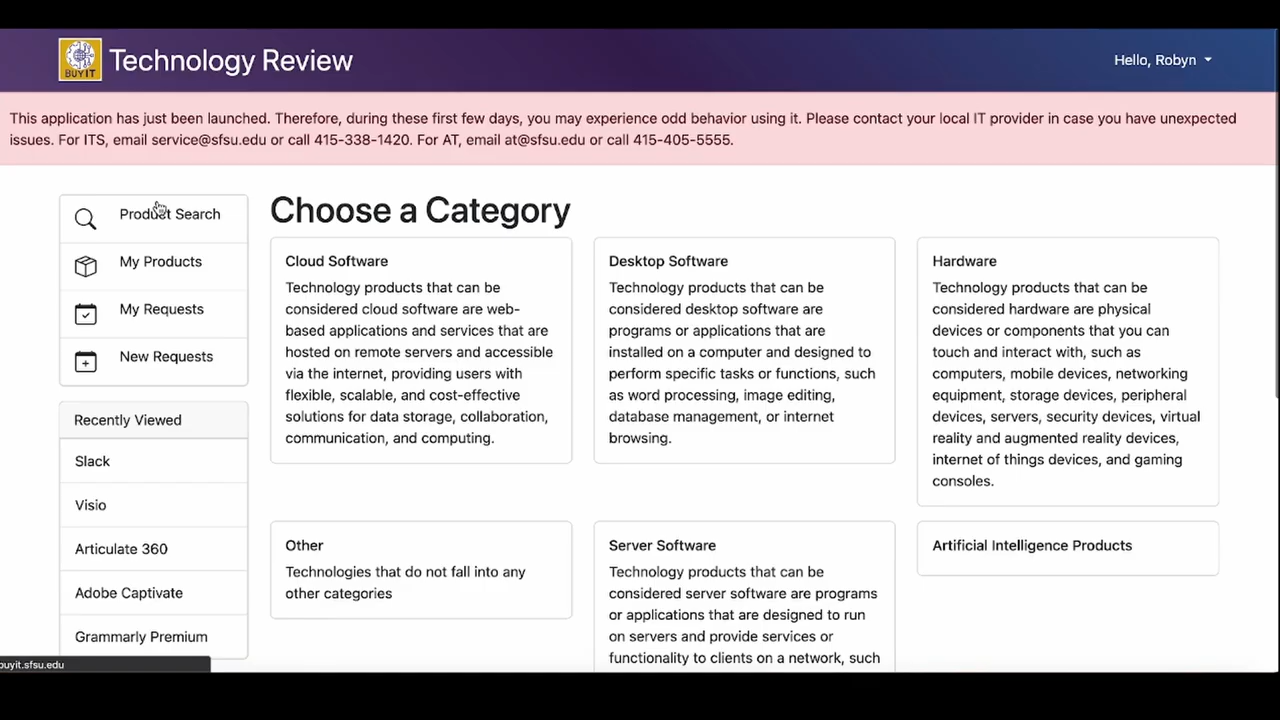 BUY IT
Technology Review
Hello, Robyn
This application has just been launched. Therefore, during these first few days, you may experience odd behavior using it. Please contact your local IT provider in case you have unexpected
issues. For ITS, email service@sfsu.edu or call 415-338-1420. For AT, email at@sfsu.edu or call 415-405-5555.
Product Search
My Products
My Requests
New Requests
Recently Viewed
Slack
Visio
Articulate 360
Adobe Captivate
Grammarly Premium
Choose a Category
Cloud Software
Technology products that can be
considered cloud software are web-
based applications and services that are
hosted on remote servers and accessible
via the internet, providing users with
flexible, scalable, and cost-effective
solutions for data storage, collaboration,
communication, and computing.
Desktop Software
Technology products that can be
considered desktop software are
programs or applications that are
installed on a computer and designed to
perform specific tasks or functions, such
as word processing, image editing,
database management, or internet
browsing.
Hardware
Technology products that can be
considered hardware are physical
devices or components that you can
touch and interact with, such as
computers, mobile devices, networking
equipment, storage devices, peripheral
devices, servers, security devices, virtual
reality and augmented reality devices,
internet of things devices, and gaming
consoles.
Other
Technologies that do not fall into any
other categories
Server Software
Technology products that can be
considered server software are programs
or applications that are designed to run
on servers and provide services or
functionality to clients on a network, such
Artificial Intelligence Products
buyit.sfsu.edu